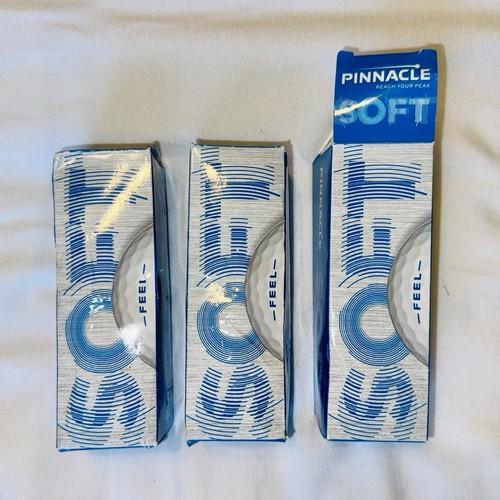 SOFT
—FEEL—
SOFT
—FEEL—
PINNACLE
REACH YOUR PEAK
SOFT
PINNACLE
SOFT
—FEEL—